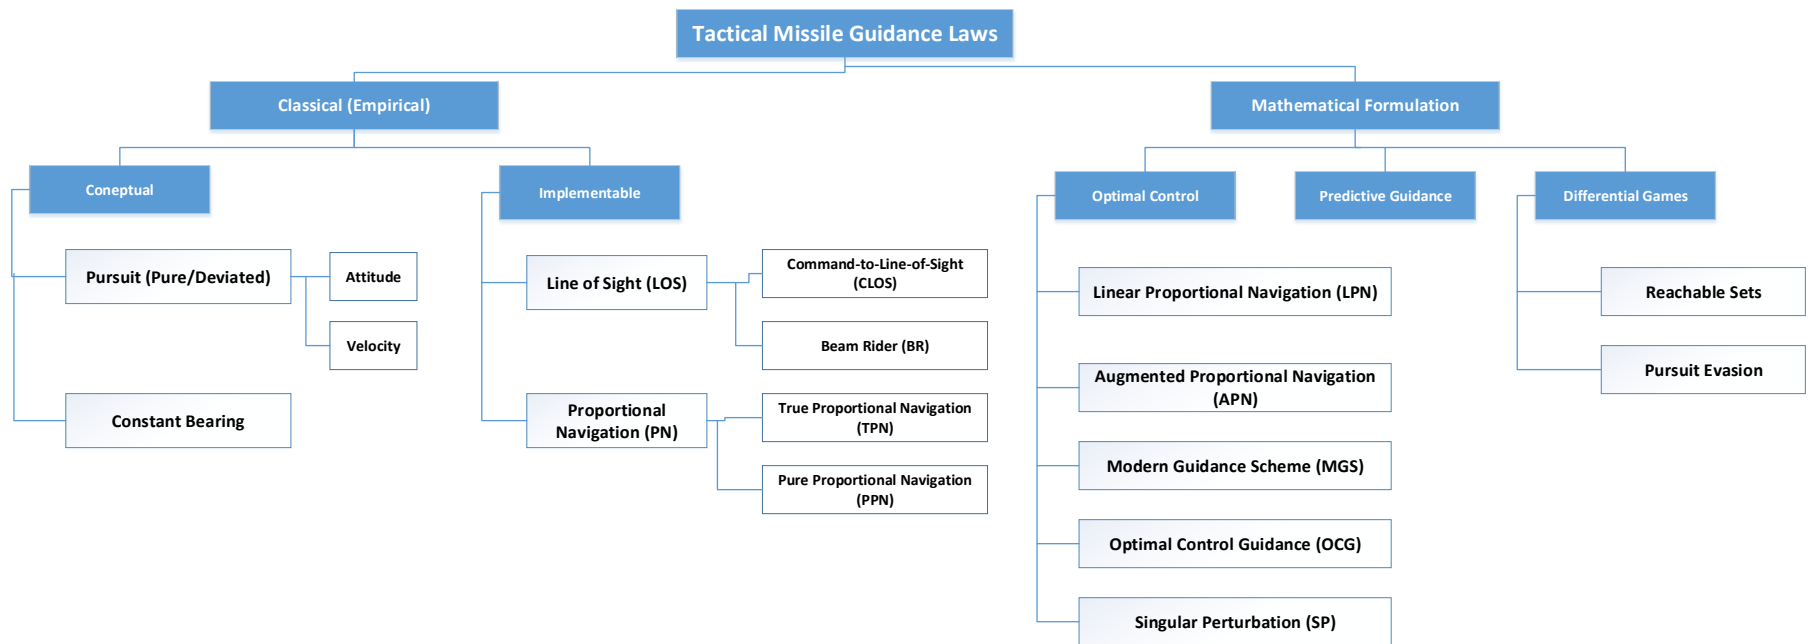 Tactical Missile Guidance Laws
Classical (Empirical)
Mathematical Formulation
Coneptual
Implementable
Optimal Control
Predictive Guidance
Differential Games
Pursuit (Pure/Deviated)
Attitude
Velocity
Constant Bearing
Line of Sight (LOS)
Command-to-Line-of-Sight
(CLOS)
Beam Rider (BR)
Proportional
Navigation (PN)
True Proportional Navigation
(TPN)
Pure Proportional Navigation
(PPN)
Linear Proportional Navigation (LPN)
Augmented Proportional Navigation
(APN)
Modern Guidance Scheme (MGS)
Optimal Control Guidance (OCG)
Singular Perturbation (SP)
Reachable Sets
Pursuit Evasion